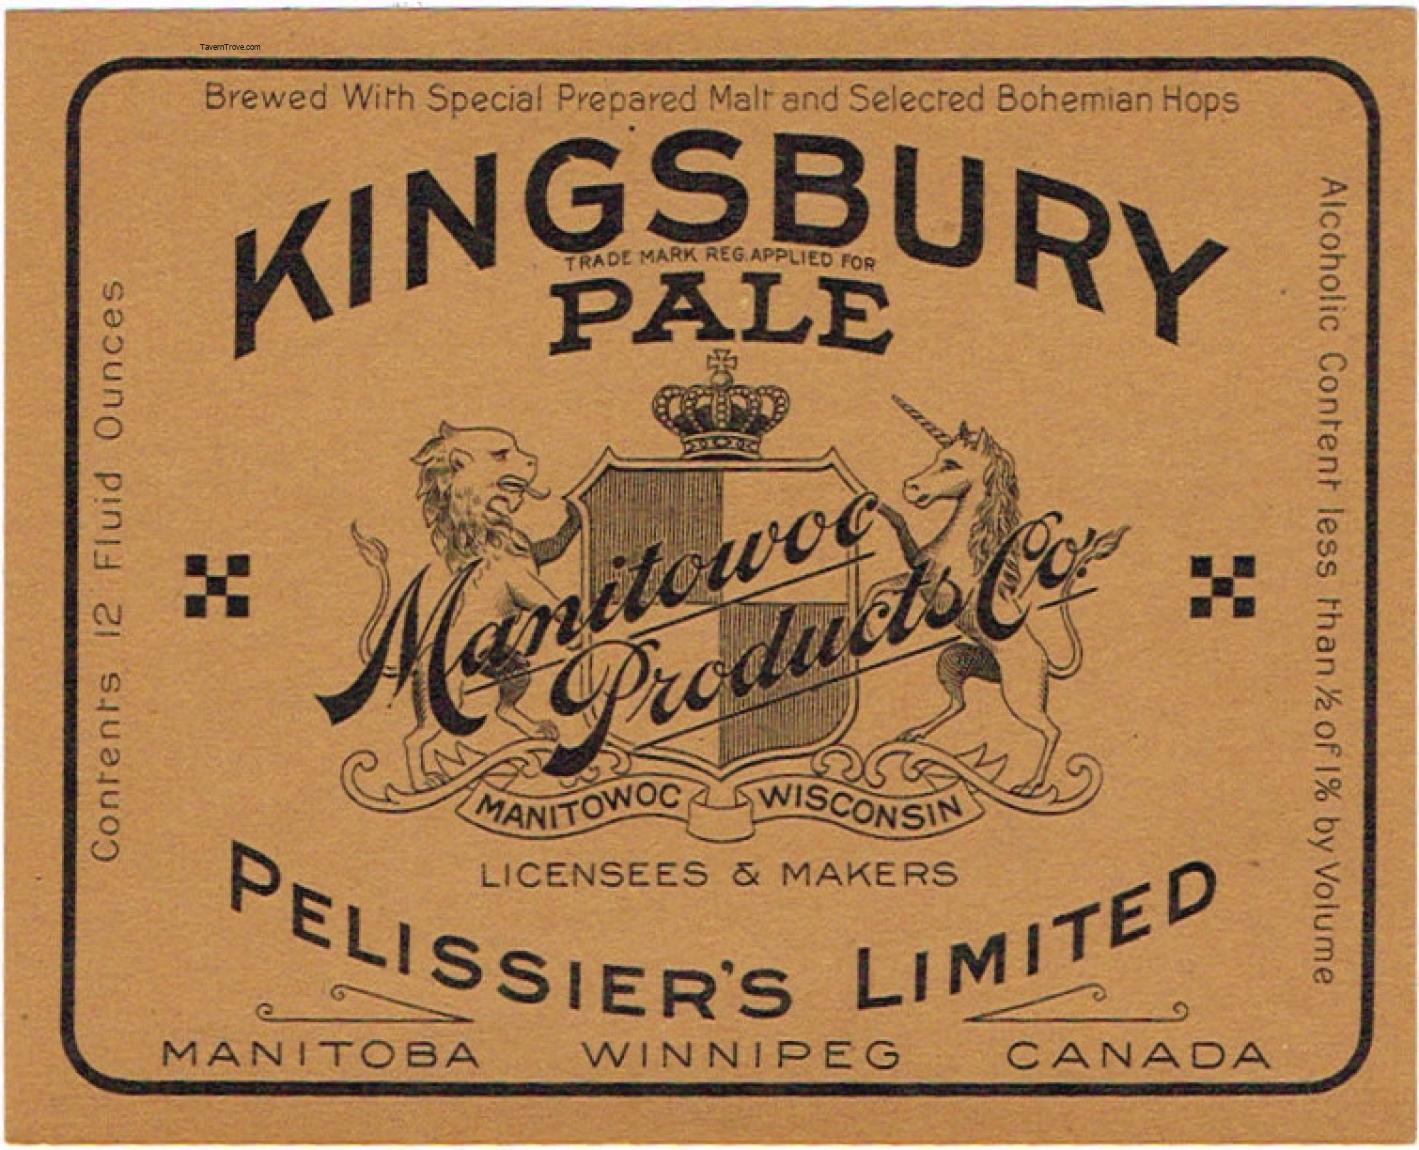 TavernTrove.com
Brewed With Special Prepared Malt and Selected Bohemian Hops
KINGSBURY
TRADE MARK REG. APPLIED FOR
PALE
Contents 12 Fluid Ounces
Alcoholic Content less than ½ of 1% by Volume
Manitowoc
Products Co.
MANITOWOC WISCONSIN
LICENSEES & MAKERS
PELISSIER'S LIMITED
MANITOBA WINNIPEG CANADA